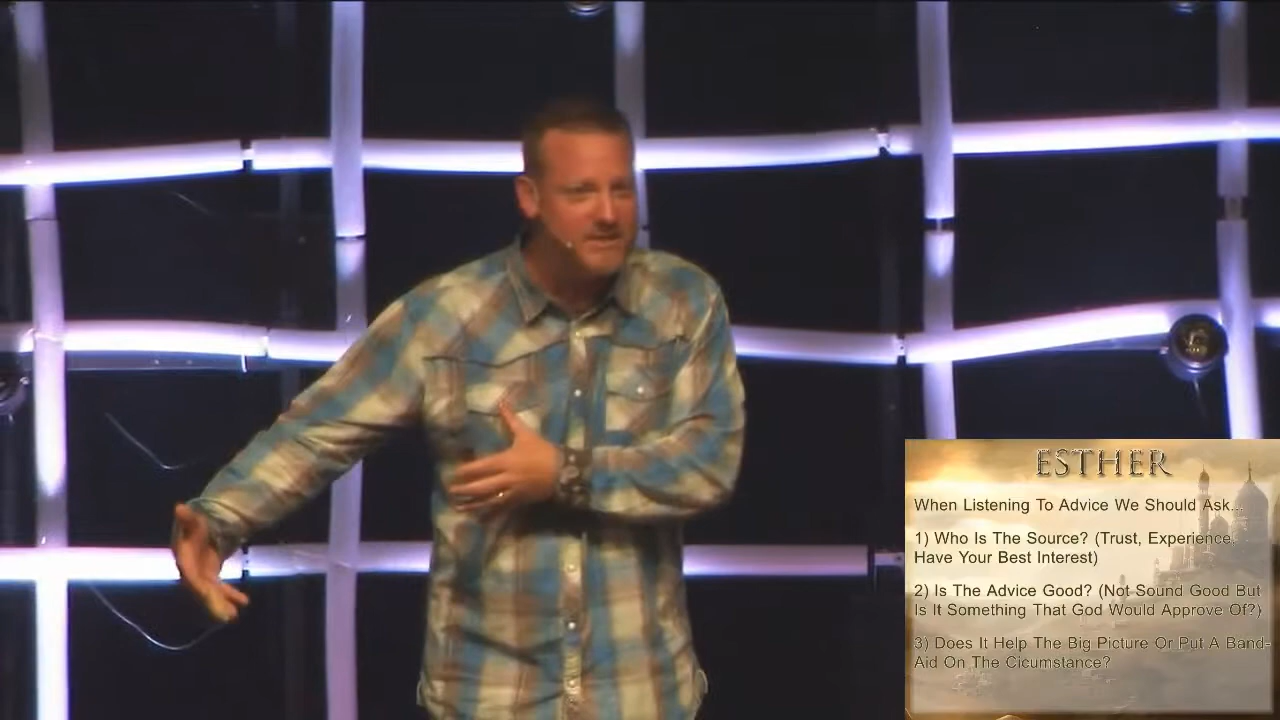 ESTHER
When Listening To Advice We Should Ask...
1) Who Is The Source? (Trust, Experience,
Have Your Best Interest)
2) Is The Advice Good? (Not Sound Good But
Is It Something That God Would Approve Of?)
3) Does It Help The Big Picture Or Put A Band-
Aid On The Cicumstance?